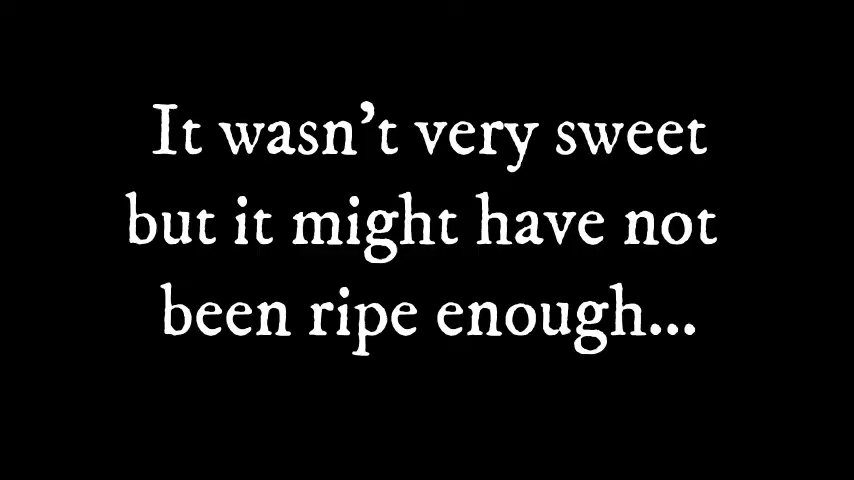 It wasn’t very sweet
but it might have not
been ripe enough...